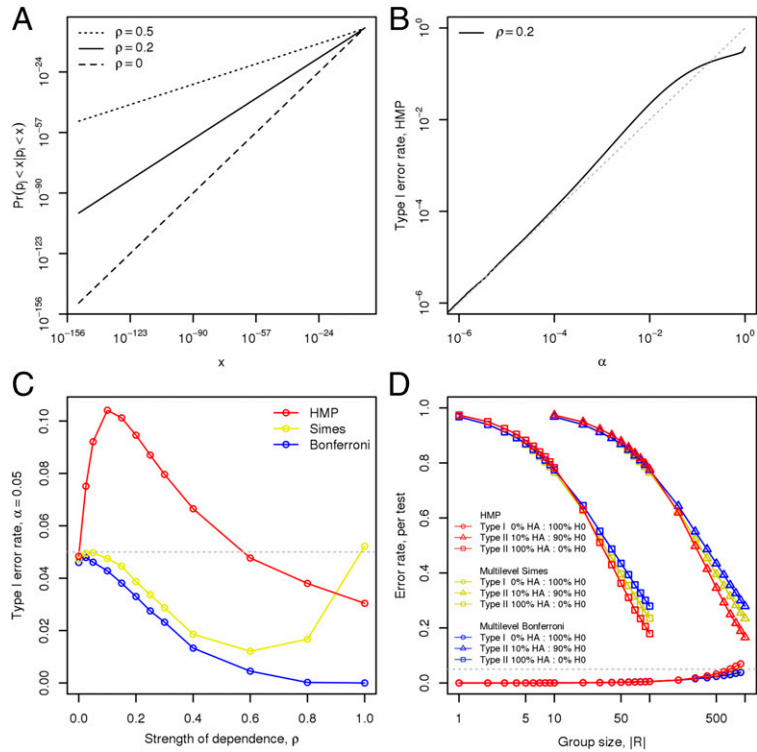 A
ρ = 0.5
ρ = 0.2
ρ = 0
Pr(pj < x|pi < x)
10^-24
10^-57
10^-90
10^-123
10^-156
10^-156 10^-123 10^-90 10^-57 10^-24
x
B
ρ = 0.2
Type I error rate, HMP
10^0
10^-2
10^-4
10^-6
10^-6 10^-4 10^-2 10^0
α
C
HMP
Simes
Bonferroni
Type I error rate, α = 0.05
0.10
0.05
0.00
0.0 0.2 0.4 0.6 0.8 1.0
Strength of dependence, ρ
D
Error rate, per test
1.0
0.8
0.6
0.4
0.2
0.0
HMP
Type I 0% HA : 100% H0
Type II 10% HA : 90% H0
Type II 100% HA : 0% H0
Multilevel Simes
Type I 0% HA : 100% H0
Type II 10% HA : 90% H0
Type II 100% HA : 0% H0
Multilevel Bonferroni
Type I 0% HA : 100% H0
Type II 10% HA : 90% H0
Type II 100% HA : 0% H0
1 5 10 50 500
Group size, |R|